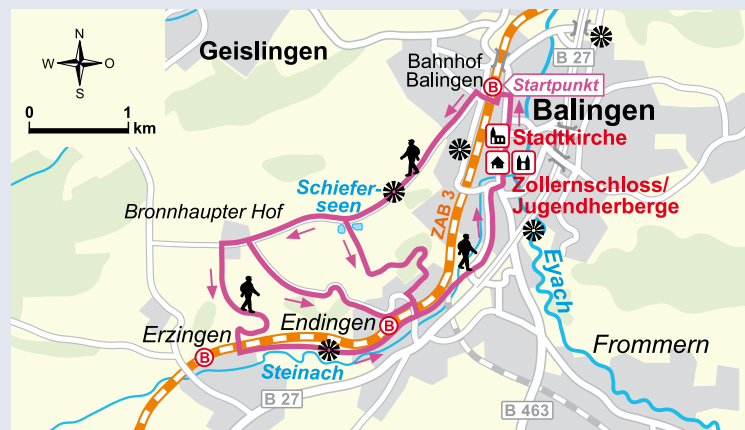 N
W
O
S
0
1
km
Geislingen
B 27
Bahnhof
Balingen
B
Startpunkt
Balingen
Stadtkirche
Zollernschloss/
Jugendherberge
Schiefer-
seen
Bronnhaupter Hof
ZAB 3
Eyach
Endingen
B
Erzingen
B
Steinach
Frommern
B 27
B 463